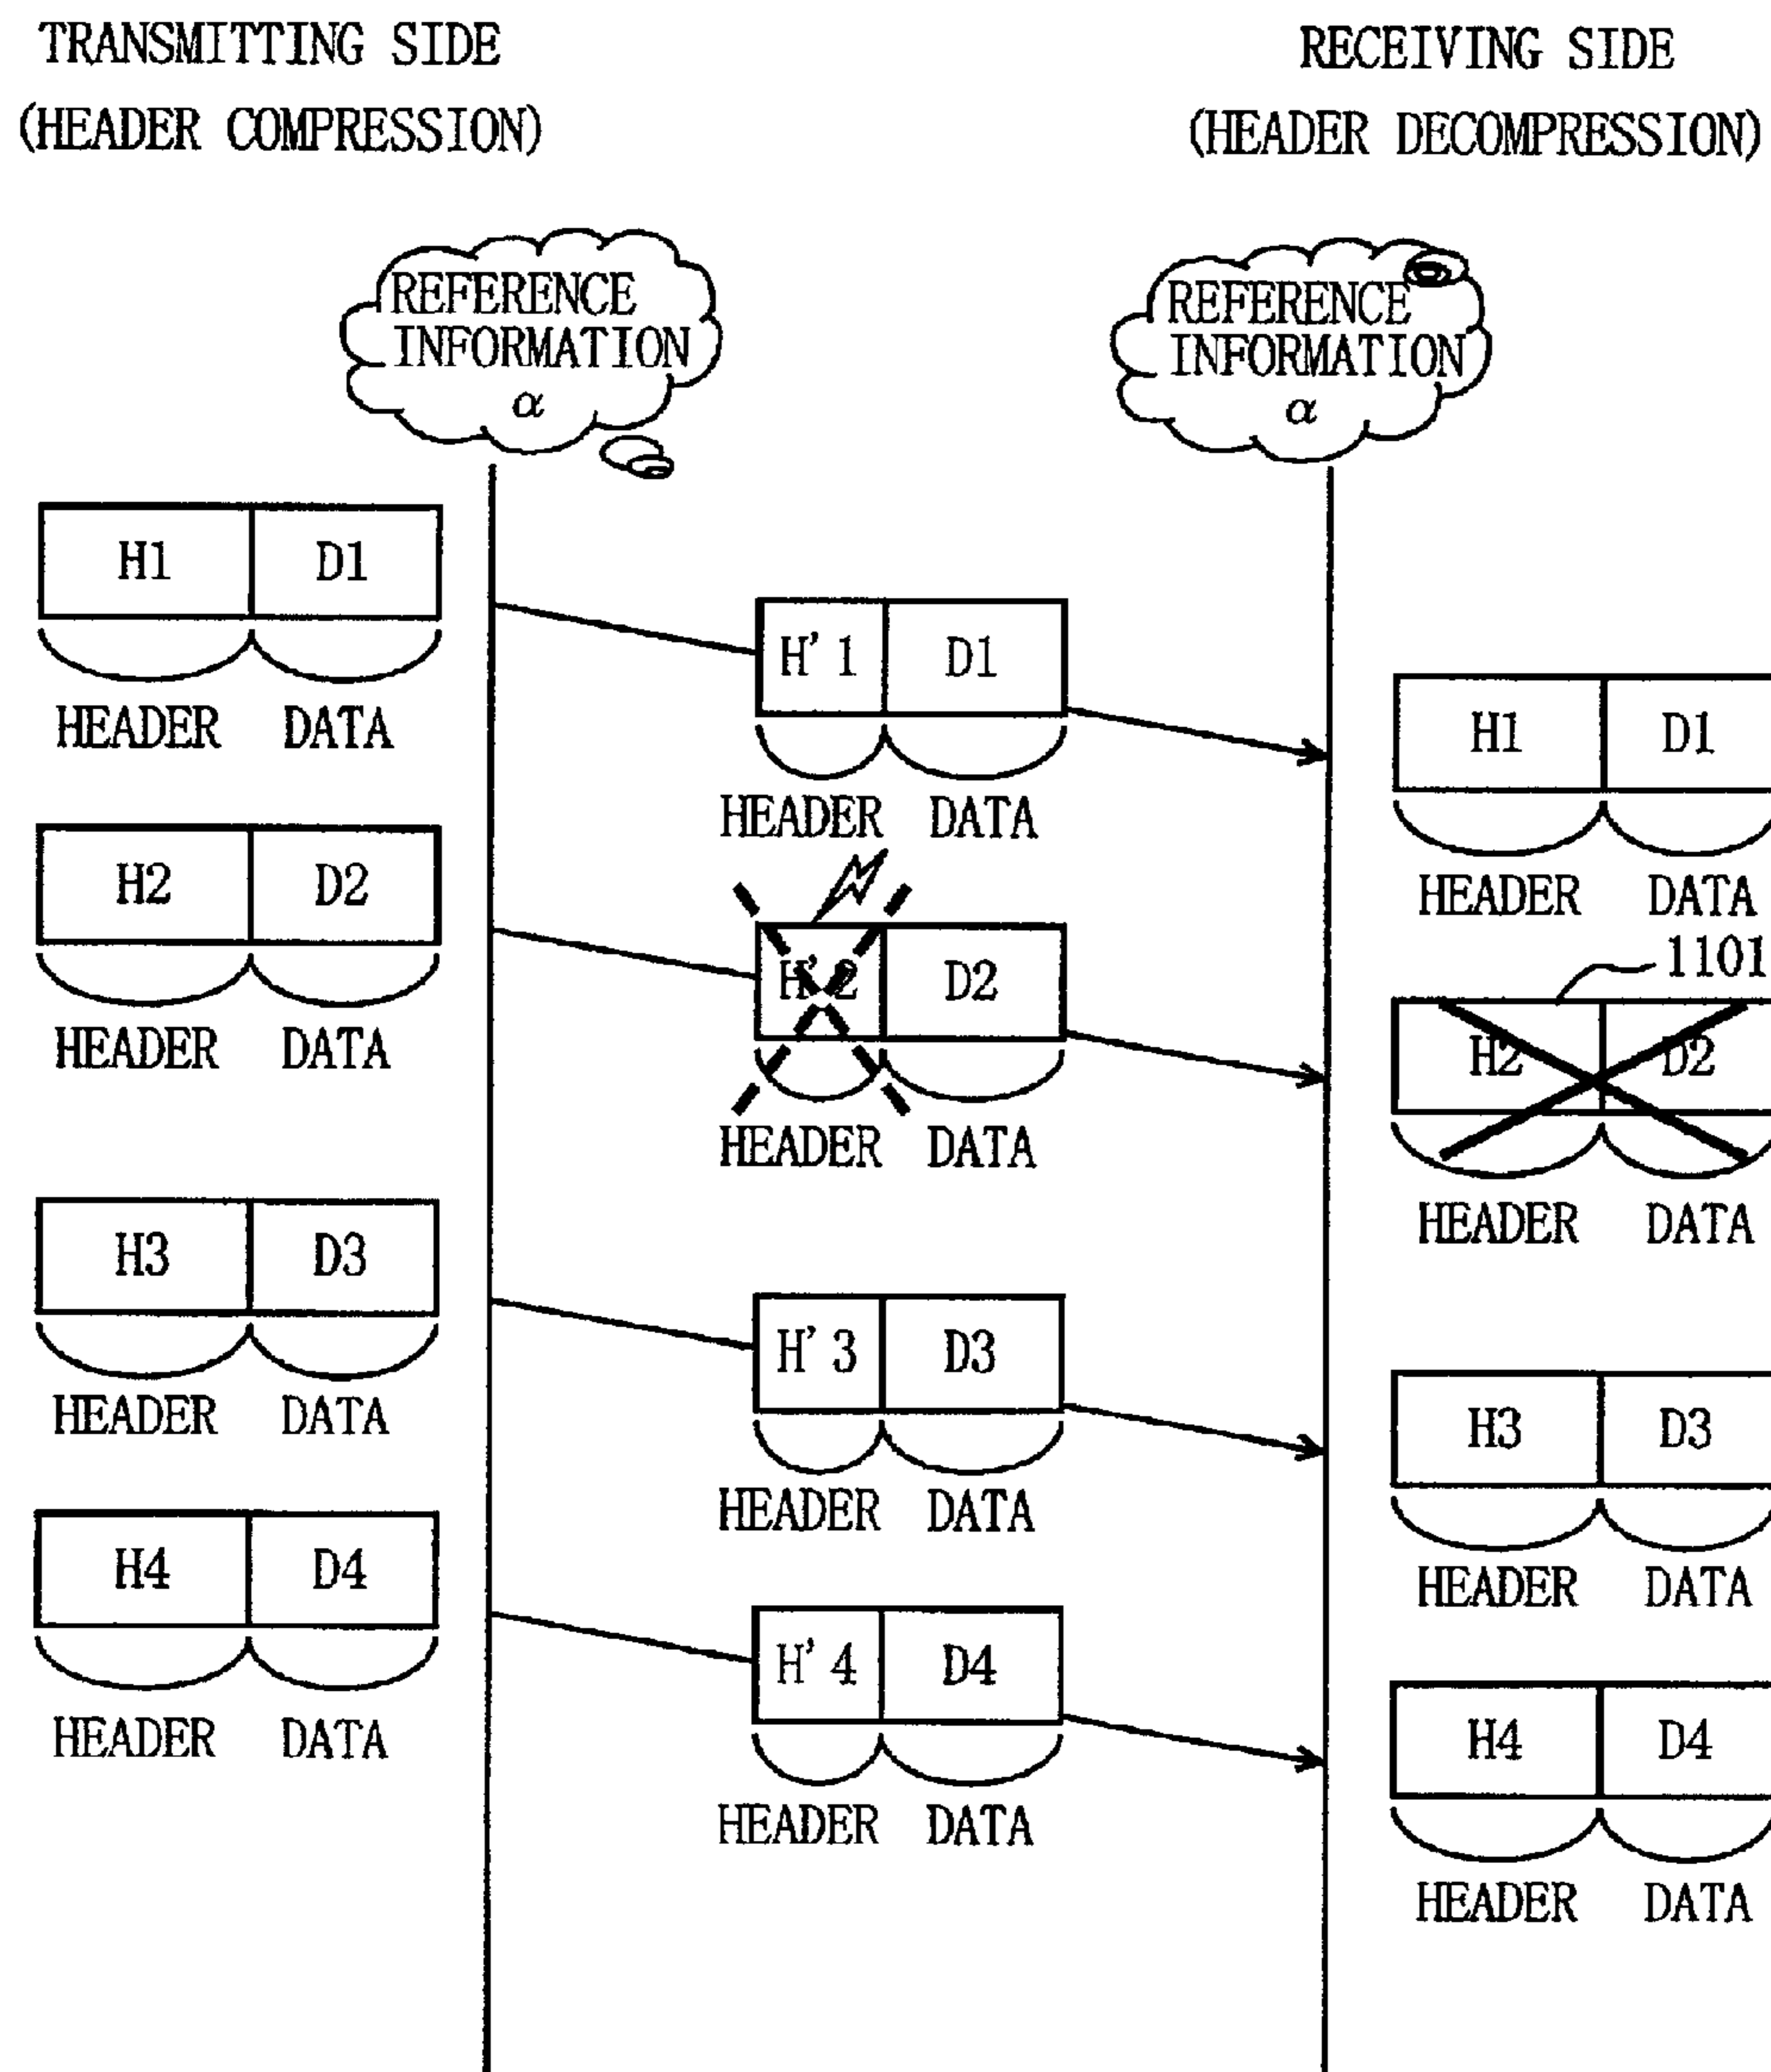 TRANSMITTING SIDE
(HEADER COMPRESSION)
RECEIVING SIDE
(HEADER DECOMPRESSION)
REFERENCE
INFORMATION
α
REFERENCE
INFORMATION
α
H1 D1
HEADER DATA
H'1 D1
HEADER DATA
H1 D1
HEADER DATA
H2 D2
HEADER DATA
H'2 D2
HEADER DATA
1101
H2 D2
HEADER DATA
H3 D3
HEADER DATA
H'3 D3
HEADER DATA
H3 D3
HEADER DATA
H4 D4
HEADER DATA
H'4 D4
HEADER DATA
H4 D4
HEADER DATA